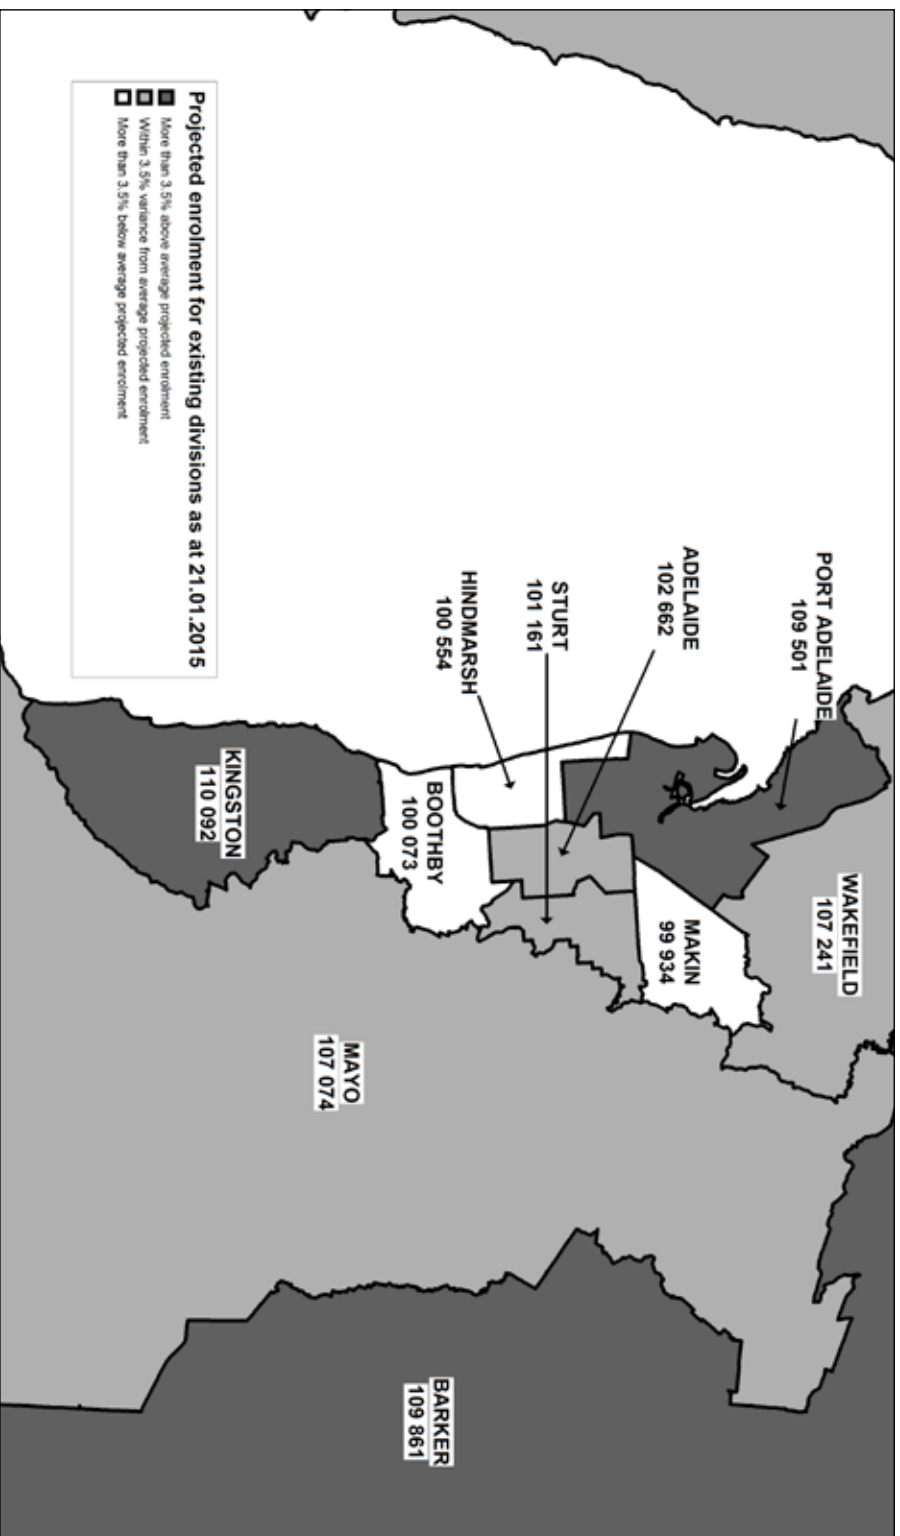 PORT ADELAIDE
109 501
WAKEFIELD
107 241
ADELAIDE
102 662
MAKIN
99 934
STURT
101 161
HINDMARSH
100 554
BOOTHBY
100 073
BARKER
109 861
MAYO
107 074
KINGSTON
110 092
Projected enrolment for existing divisions as at 21.01.2015
More than 3.5% above average projected enrolment
Within 3.5% variance from average projected enrolment
More than 3.5% below average projected enrolment